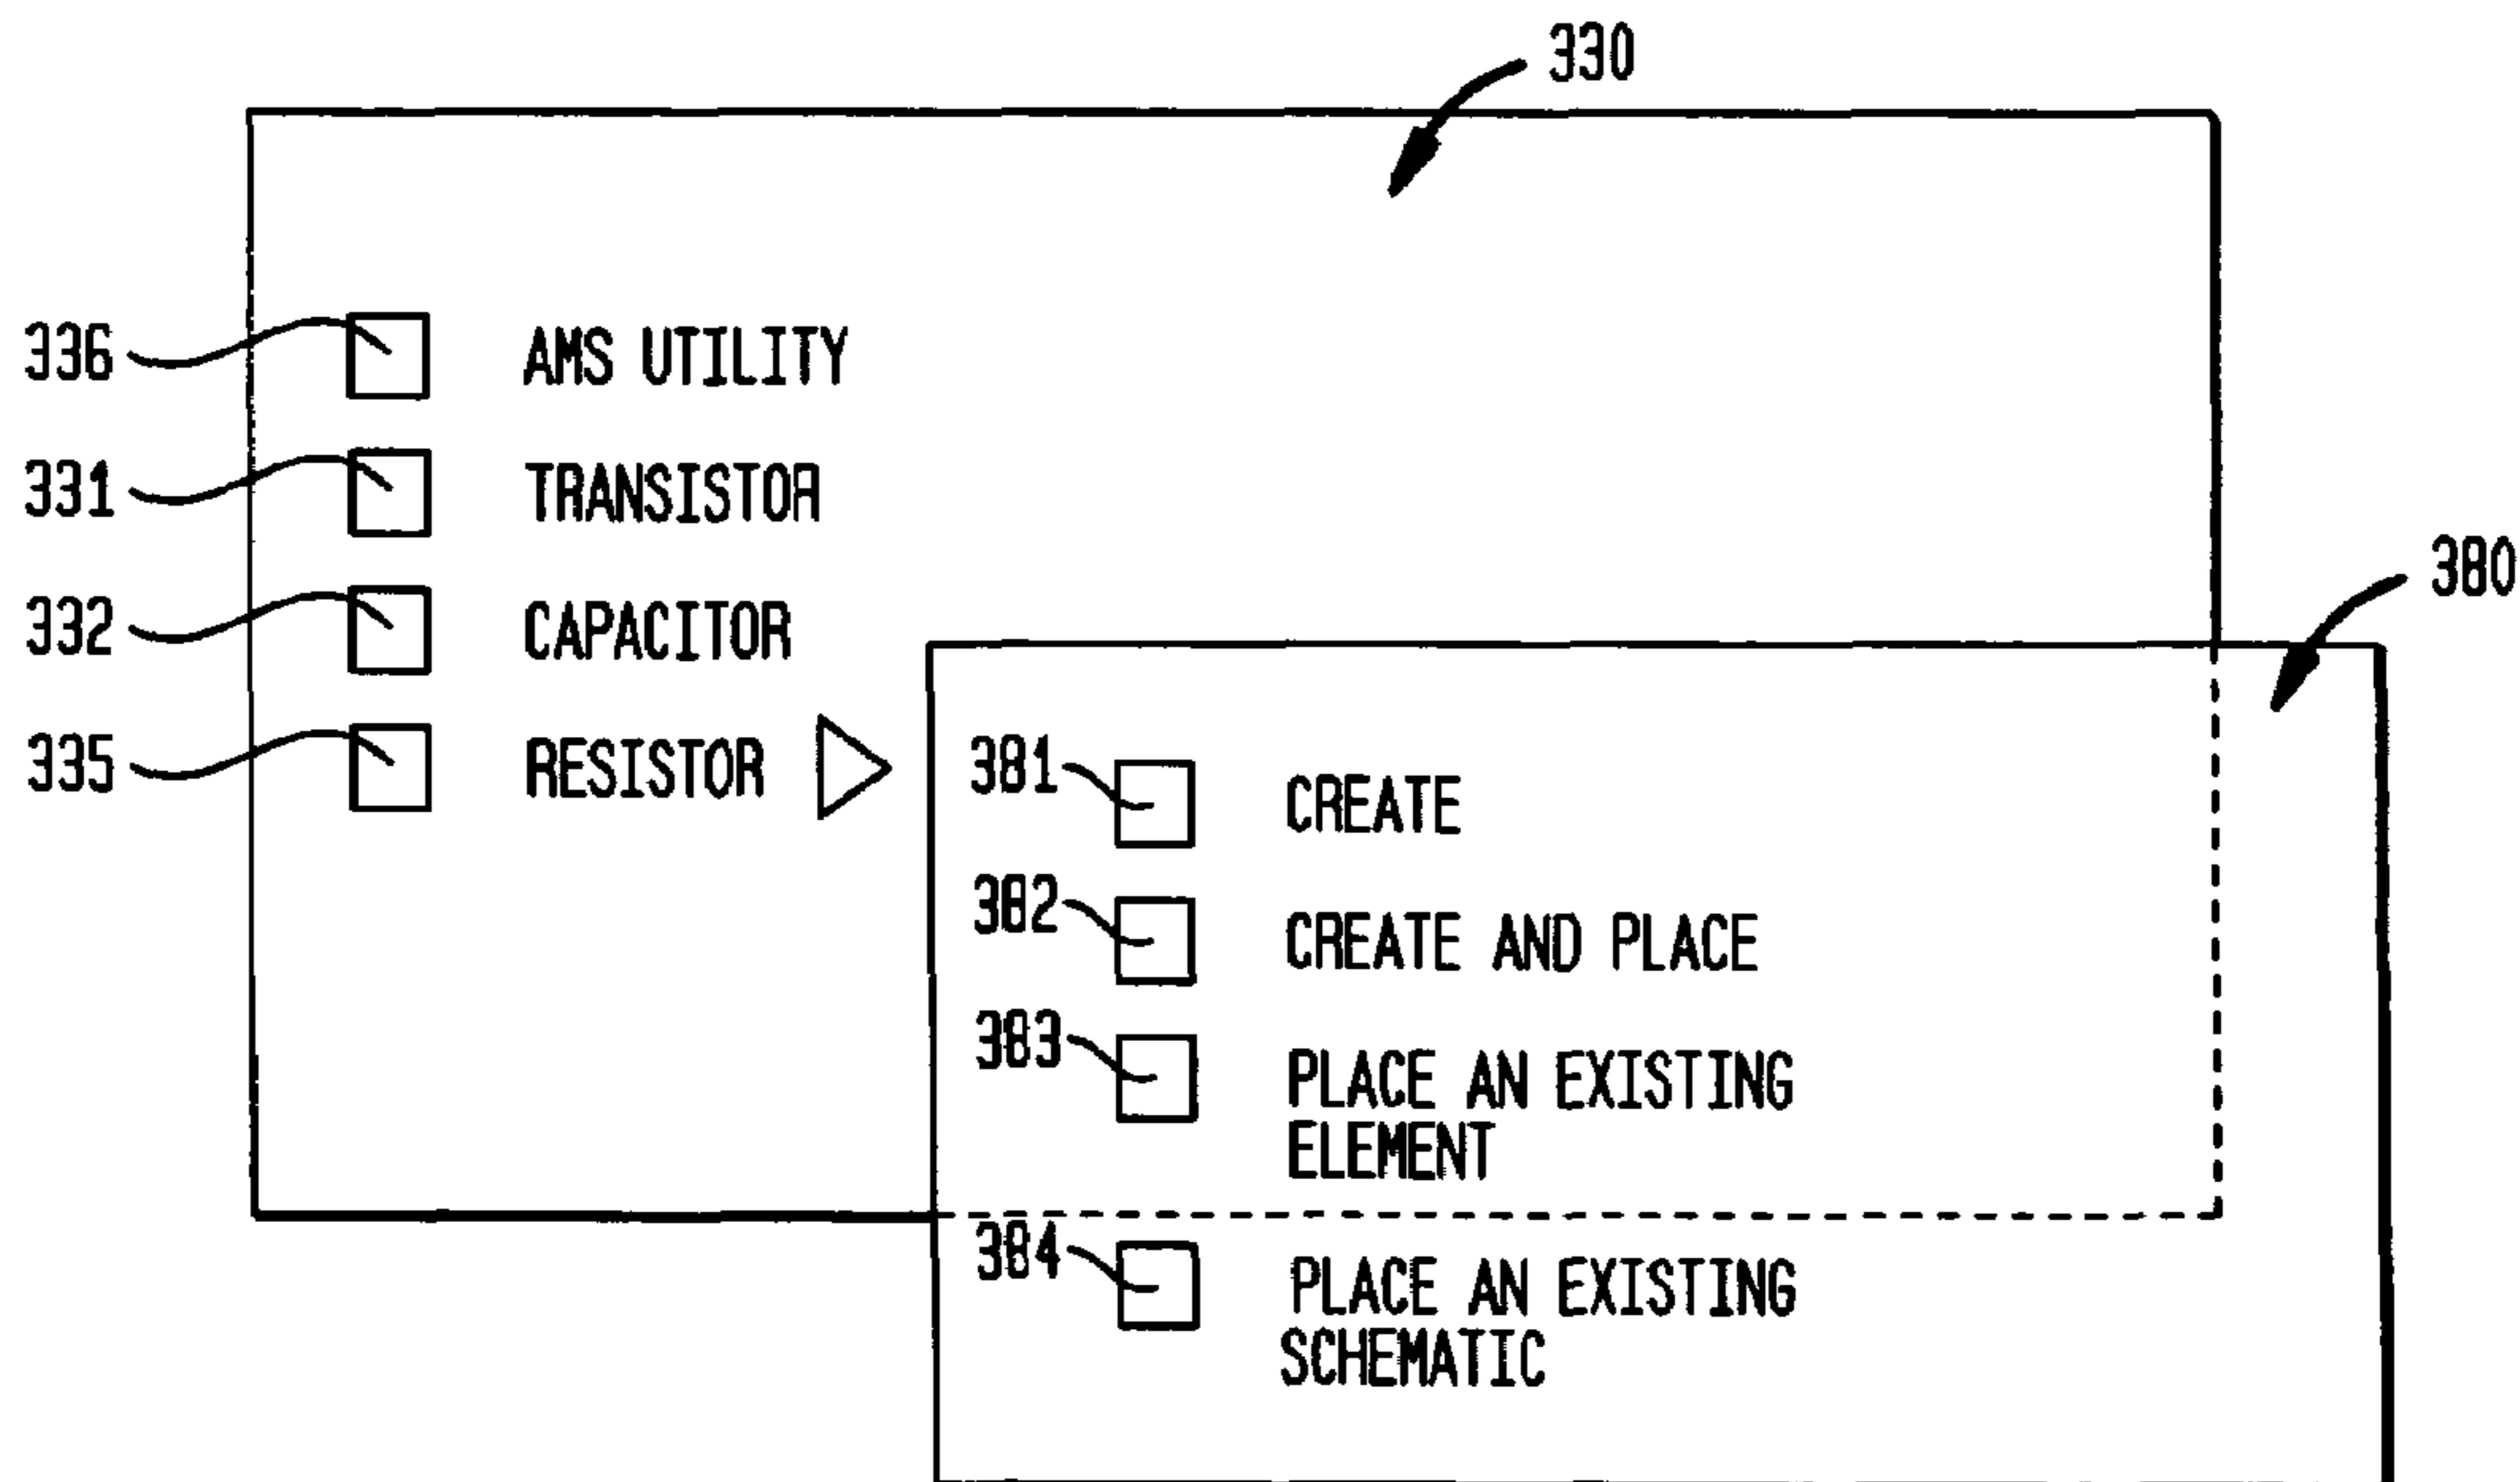 330
336 AMS UTILITY
331 TRANSISTOR
332 CAPACITOR
335 RESISTOR
380
381 CREATE
382 CREATE AND PLACE
383 PLACE AN EXISTING
ELEMENT
384 PLACE AN EXISTING
SCHEMATIC